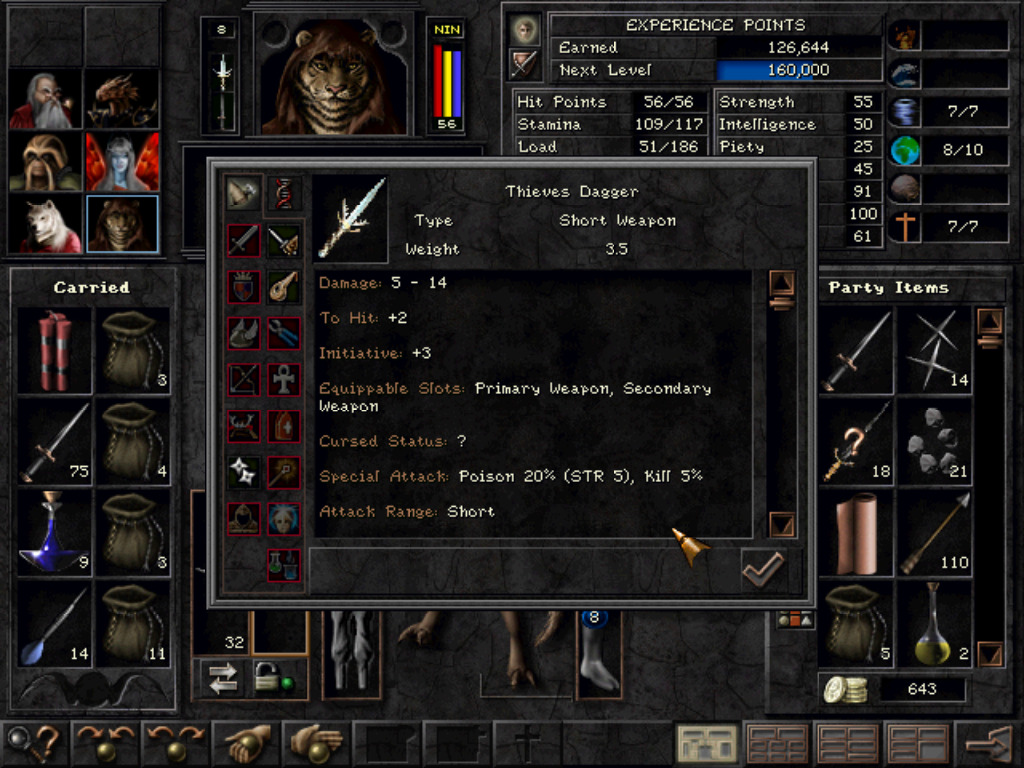 8
NIN
56
EXPERIENCE POINTS
Earned 126,644
Next Level 160,000
Hit Points 56/56
Stamina 109/117
Load 51/186
Strength 55
Intelligence 50
Piety 25
45
91
100
61
7/7
8/10
7/7
Thieves Dagger
Type Short Weapon
Weight 3.5
Damage: 5 - 14
To Hit: +2
Initiative: +3
Equippable Slots: Primary Weapon, Secondary
Weapon
Cursed Status: ?
Special Attack: Poison 20% (STR 5), Kill 5%
Attack Range: Short
Carried
3
75
4
9
3
14
11
32
8
Party Items
14
18
21
110
5
2
643